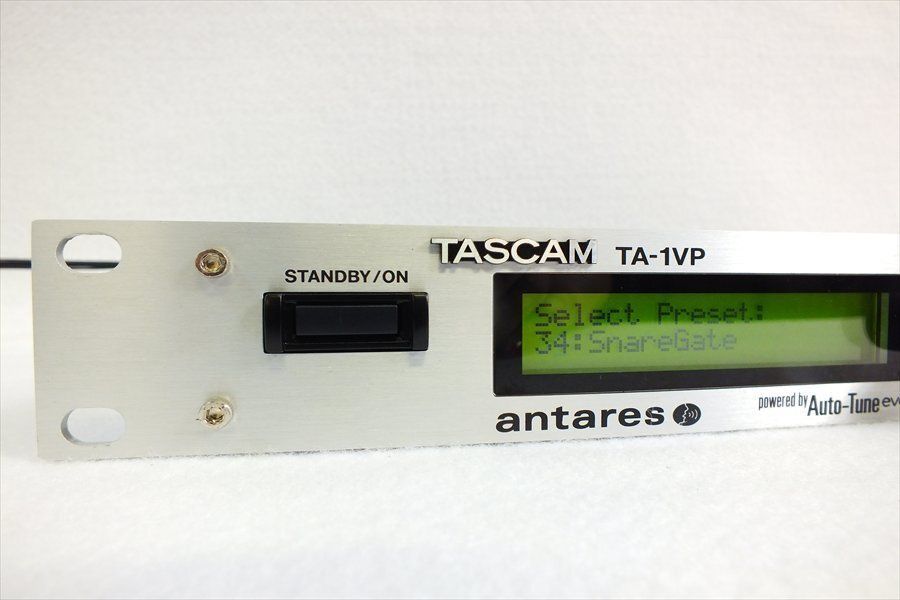 TASCAM TA-1VP
STANDBY/ON
Select Preset:
34:SnareGate
antares
powered by Auto-Tune